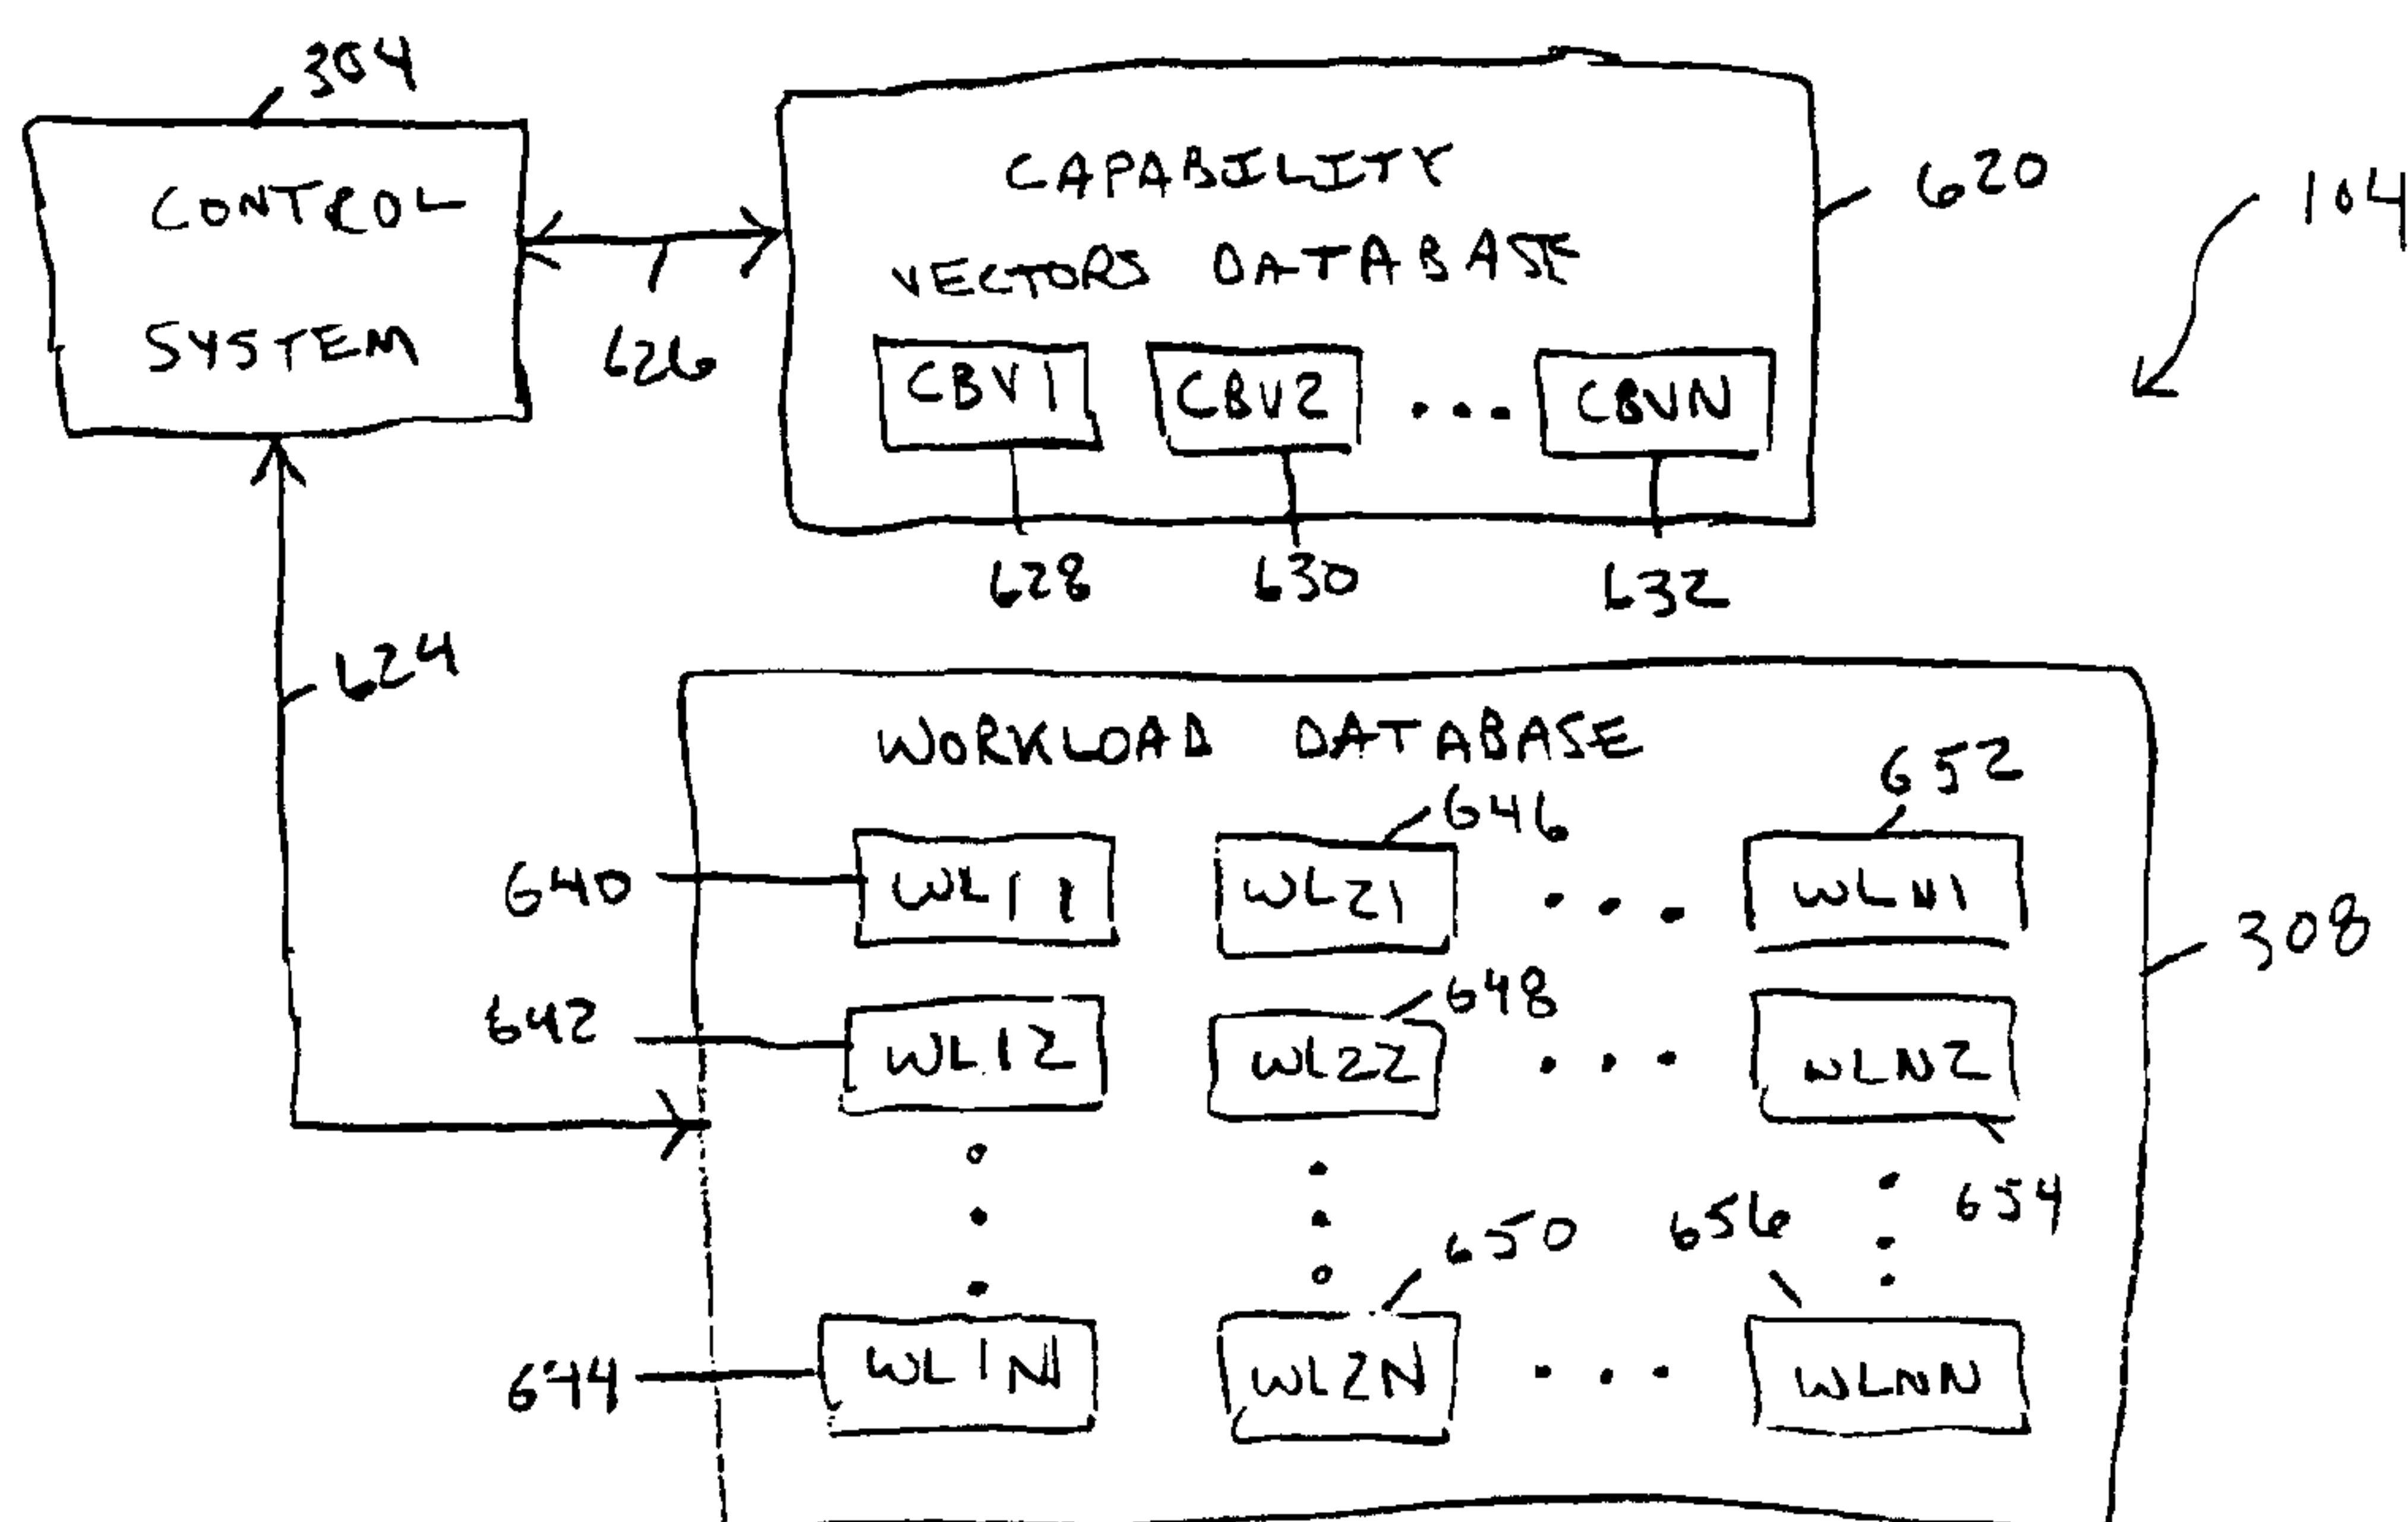 304
CONTROL
SYSTEM
626
CAPABILITY
VECTORS DATABASE
CBV1 CBV2 ... CBVN
620
104
628 630 632
624
WORKLOAD DATABASE
652
646
640 WL11 WL21 ... WLN1
308
648
642 WL12 WL22 ... WLN2
650 656 654
644 WL1N WL2N ... WLNN